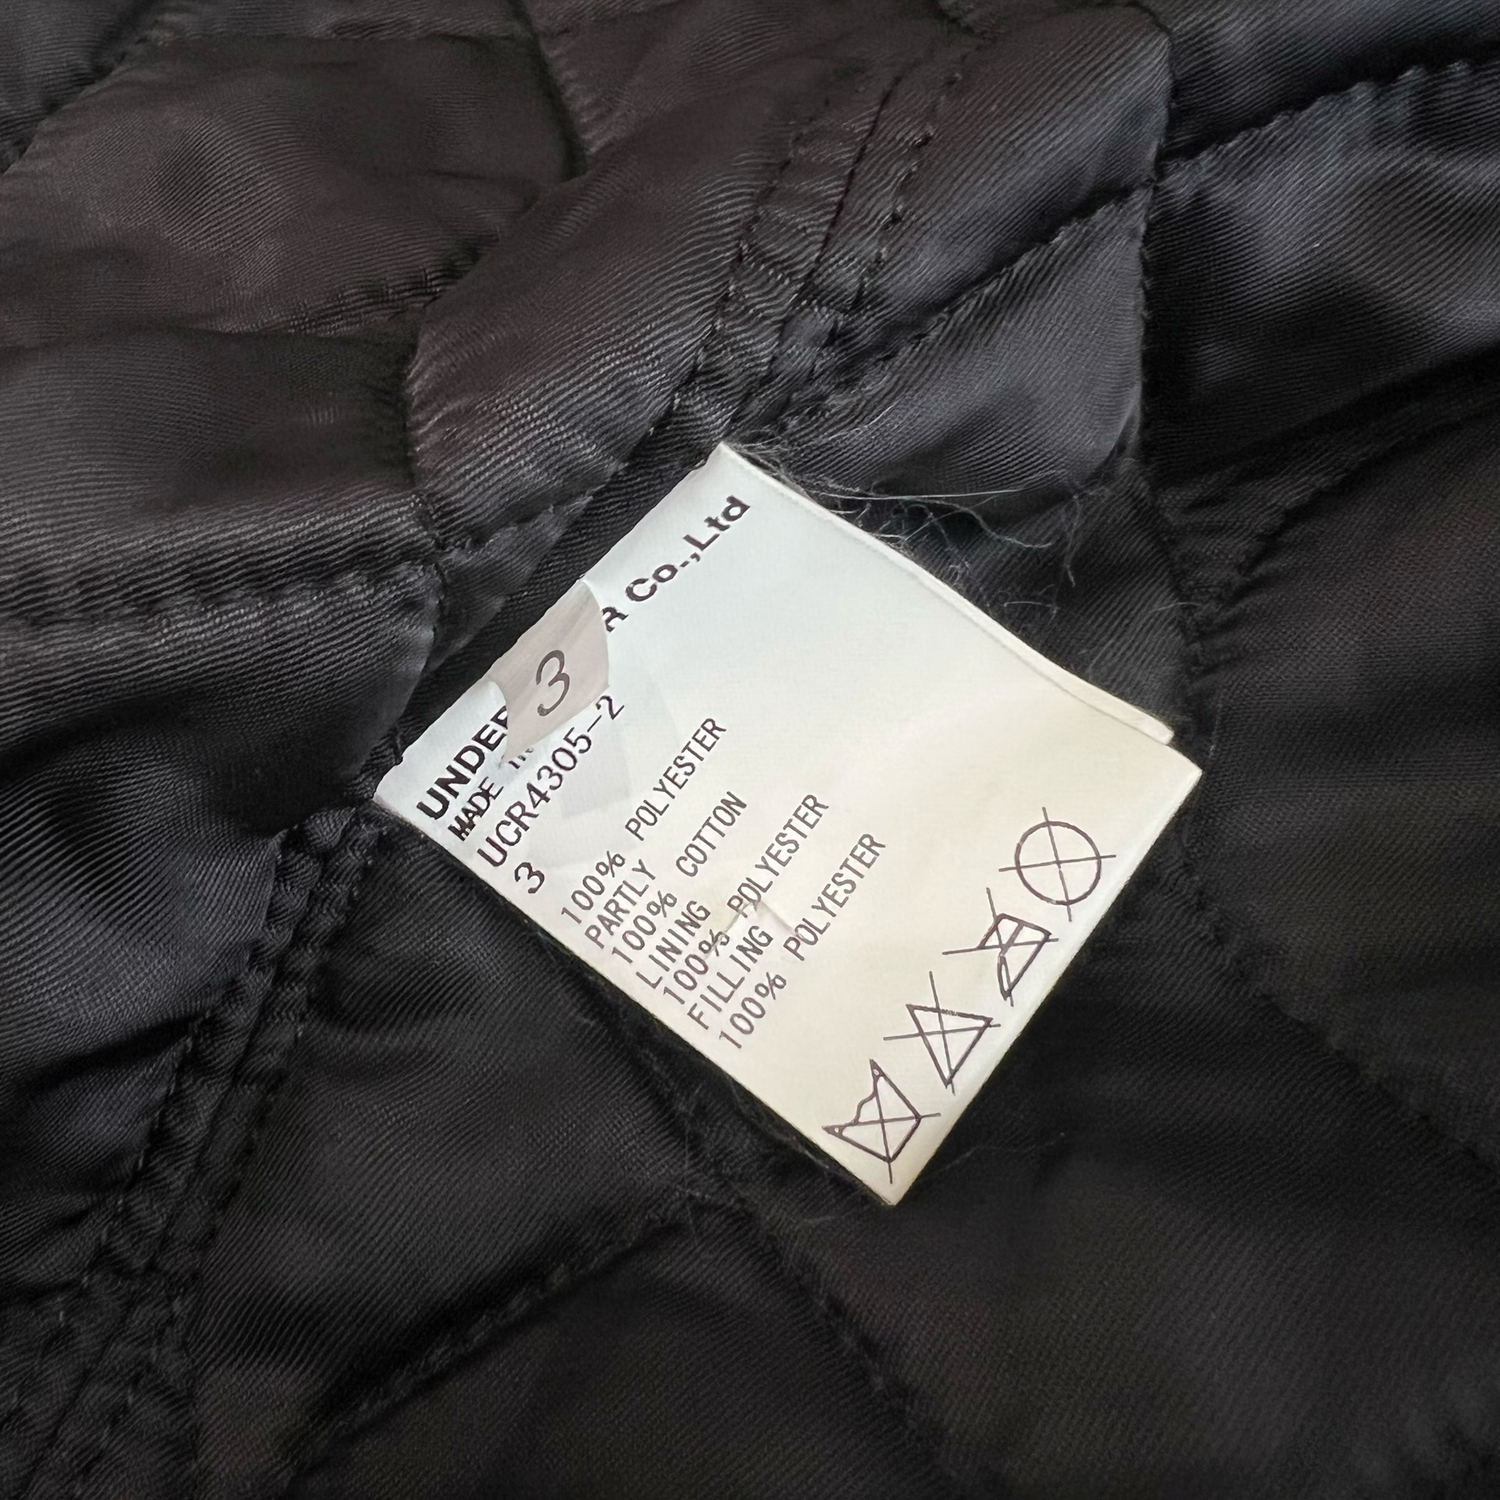 UNDER R Co.,Ltd
3
MADE
UCR4305-2
3
100% POLYESTER
PARTLY
100% COTTON
LINING
100% POLYESTER
FILLING
100% POLYESTER